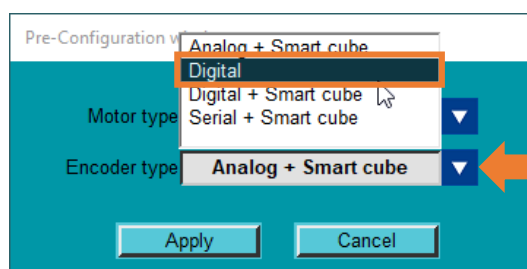 Pre-Configuration
Analog + Smart cube
Digital
Digital + Smart cube
Motor type
Serial + Smart cube
Encoder type
Analog + Smart cube
Apply
Cancel